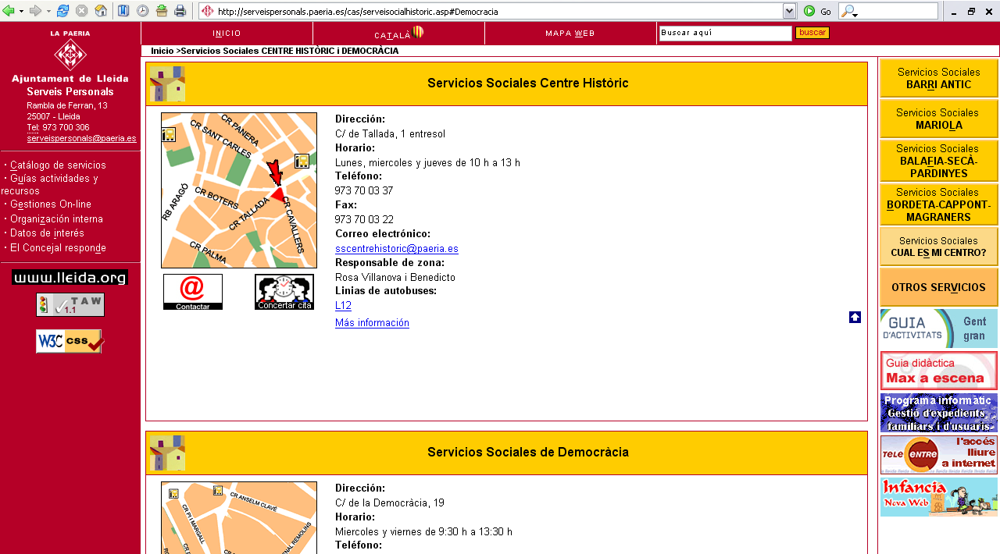 http://serveispersonals.paeria.es/cas/serveisocialhistoric.asp#Democracia
Go
LA PAERIA
Ajuntament de Lleida
Serveis Personals
Rambla de Ferran, 13
25007 - Lleida
Tel: 973 700 306
serveispersonals@paeria.es
· Catálogo de servicios
· Guías actividades y
recursos
· Gestiones On-line
· Organización interna
· Datos de interés
· El Concejal responde
www.lleida.org
TAW
1.1
W3C css
INICIO
CATALÀ
MAPA WEB
Buscar aquí
buscar
Inicio >Servicios Sociales CENTRE HISTÒRIC i DEMOCRÀCIA
Servicios Sociales Centre Històric
CR PANERA
CR SANT CARLES
RB ARAGÓ
CR BOTERS
CR TALLADA
CR CAVALLERS
CR PALMA
@
Contactar
Concertar cita
Dirección:
C/ de Tallada, 1 entresol
Horario:
Lunes, miercoles y jueves de 10 h a 13 h
Teléfono:
973 70 03 37
Fax:
973 70 03 22
Correo electrónico:
sscentrehistoric@paeria.es
Responsable de zona:
Rosa Villanova i Benedicto
Linias de autobuses:
L12
Más información
Servicios Sociales de Democràcia
CR ANSELM CLAVÉ
CR PI I MARGALL
REMOLINS
Dirección:
C/ de la Democràcia, 19
Horario:
Miercoles y viernes de 9:30 h a 13:30 h
Teléfono:
Servicios Sociales
BARRI ANTIC
Servicios Sociales
MARIOLA
Servicios Sociales
BALAFIA-SECÀ-
PARDINYES
Servicios Sociales
BORDETA-CAPPONT-
MAGRANERS
Servicios Sociales
CUAL ES MI CENTRO?
OTROS SERVICIOS
GUIA
D'ACTIVITATS
Gent
gran
Guia didàctica
Max a escena
Programa informàtic
Gestió d'expedients
familiars i d'usuaris
TELE ENTRE
l'accés
lliure
a internet
Infancia
Nova Web